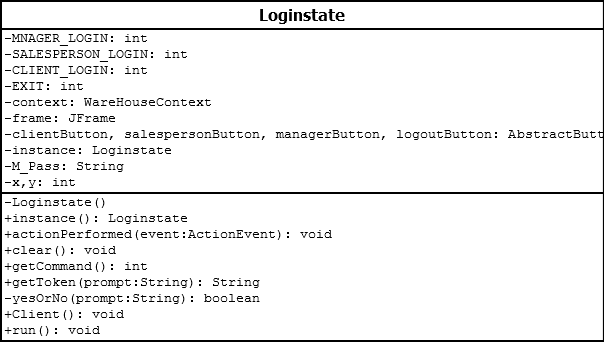 Loginstate
-MNAGER_LOGIN: int
-SALESPERSON_LOGIN: int
-CLIENT_LOGIN: int
-EXIT: int
-context: WareHouseContext
-frame: JFrame
-clientButton, salespersonButton, managerButton, logoutButton: AbstractButt
-instance: Loginstate
-M_Pass: String
-x,y: int
-Loginstate()
+instance(): Loginstate
+actionPerformed(event:ActionEvent): void
+clear(): void
+getCommand(): int
+getToken(prompt:String): String
-yesOrNo(prompt:String): boolean
+Client(): void
+run(): void